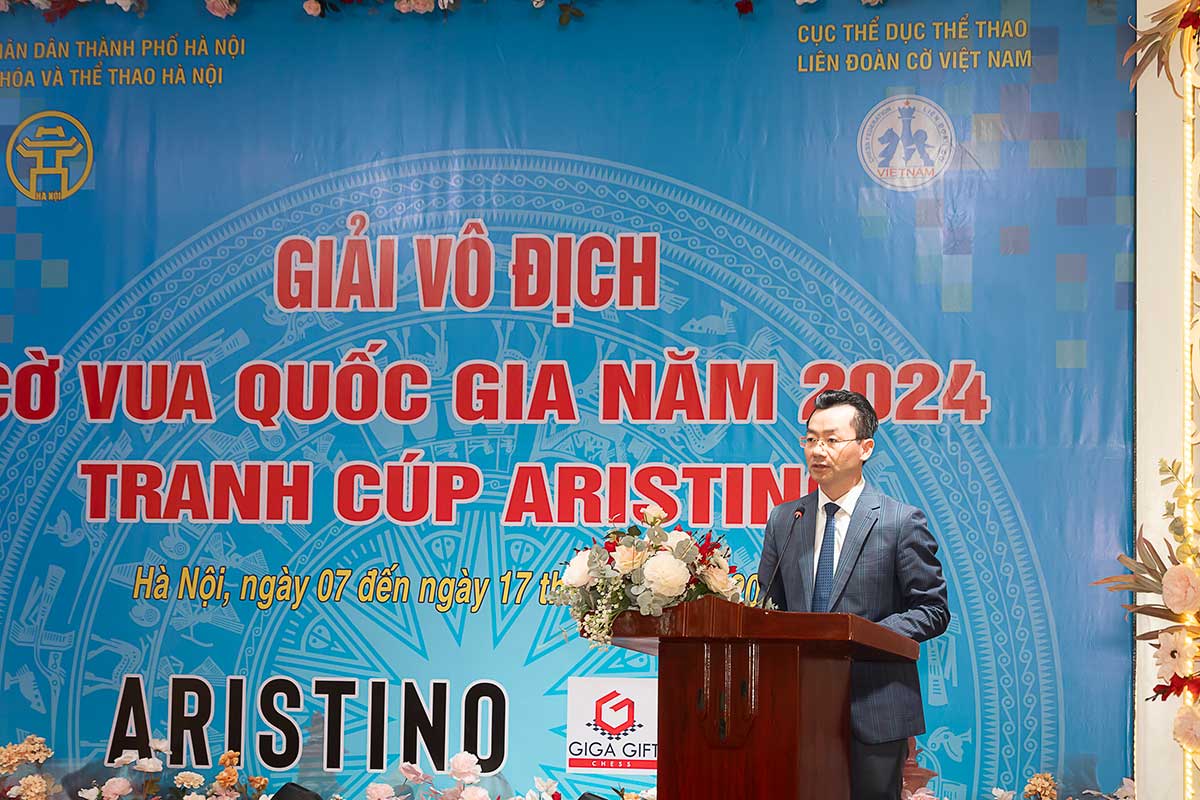 DÂN THÀNH PHỐ HÀ NỘI
HÓA VÀ THỂ THAO HÀ NỘI
CỤC THỂ DỤC THỂ THAO
LIÊN ĐOÀN CỜ VIỆT NAM
HA NOI
VIETNAM
GIẢI VÔ ĐỊCH
CỜ VUA QUỐC GIA NĂM 2024
TRANH CÚP ARISTIN
Hà Nội, ngày 07 đến ngày 17 th
ARISTINO
GIGA GIFT
CHESS